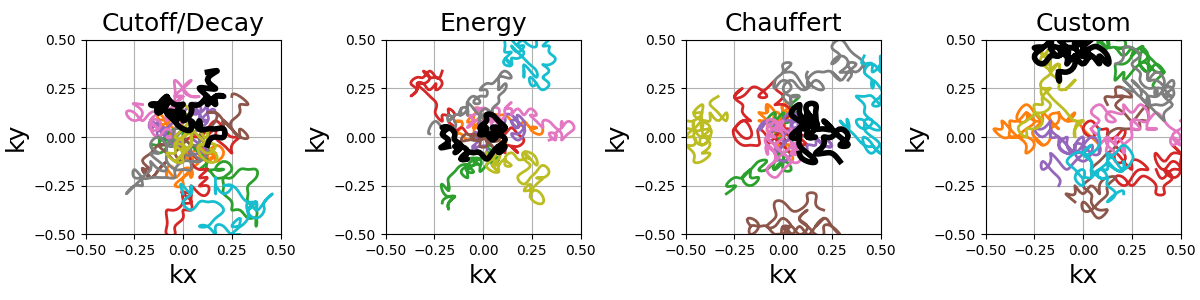 Cutoff/Decay Energy Chauffert Custom
0.50 0.50 0.50 0.50
0.25 0.25 0.25 0.25
ky 0.00 ky 0.00 ky 0.00 ky 0.00
−0.25 −0.25 −0.25 −0.25
−0.50 −0.50 −0.50 −0.50
−0.50 −0.25 0.00 0.25 0.50 −0.50 −0.25 0.00 0.25 0.50 −0.50 −0.25 0.00 0.25 0.50 −0.50 −0.25 0.00 0.25 0.50
kx kx kx kx